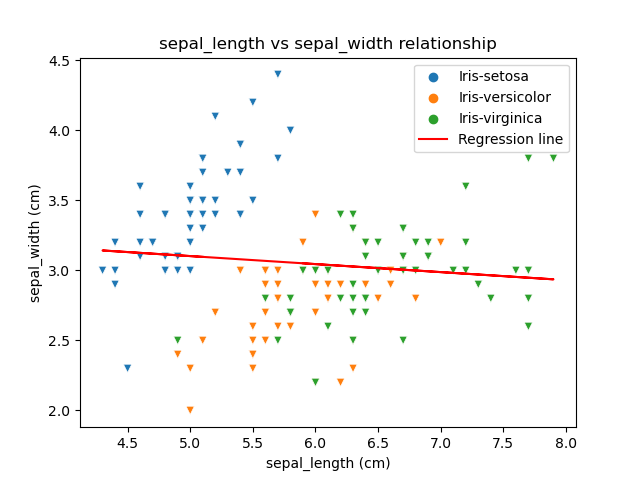 sepal_length vs sepal_width relationship
Iris-setosa
Iris-versicolor
Iris-virginica
Regression line
4.5
4.0
3.5
3.0
2.5
2.0
sepal_width (cm)
4.5 5.0 5.5 6.0 6.5 7.0 7.5 8.0
sepal_length (cm)